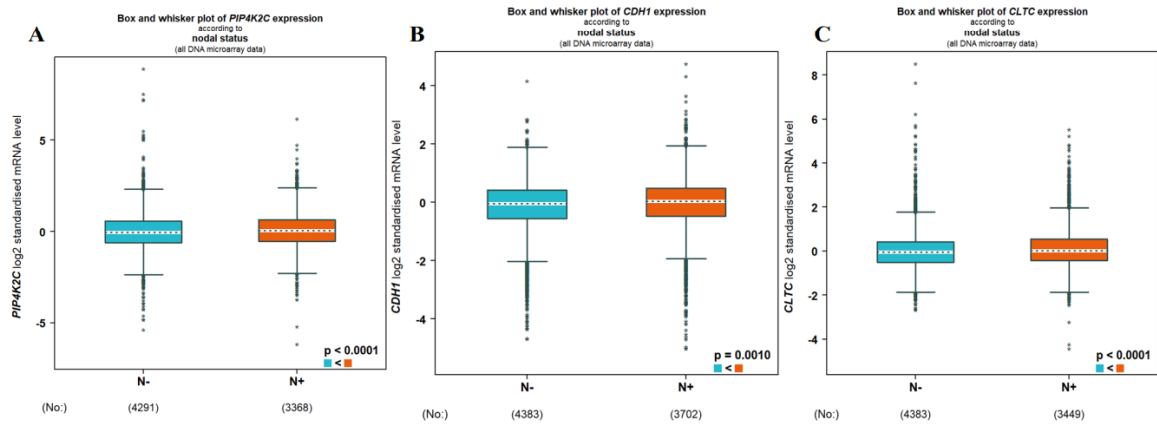 A
Box and whisker plot of PIP4K2C expression
according to
nodal status
(all DNA microarray data)
PIP4K2C log2 standardised mRNA level
5
0
-5
p < 0.0001
<
N-
N+
(No:)
(4291)
(3368)
B
Box and whisker plot of CDH1 expression
according to
nodal status
(all DNA microarray data)
CDH1 log2 standardised mRNA level
4
2
0
-2
-4
p = 0.0010
<
N-
N+
(No:)
(4383)
(3702)
C
Box and whisker plot of CLTC expression
according to
nodal status
(all DNA microarray data)
CLTC log2 standardised mRNA level
8
6
4
2
0
-2
-4
p < 0.0001
<
N-
N+
(No:)
(4383)
(3449)